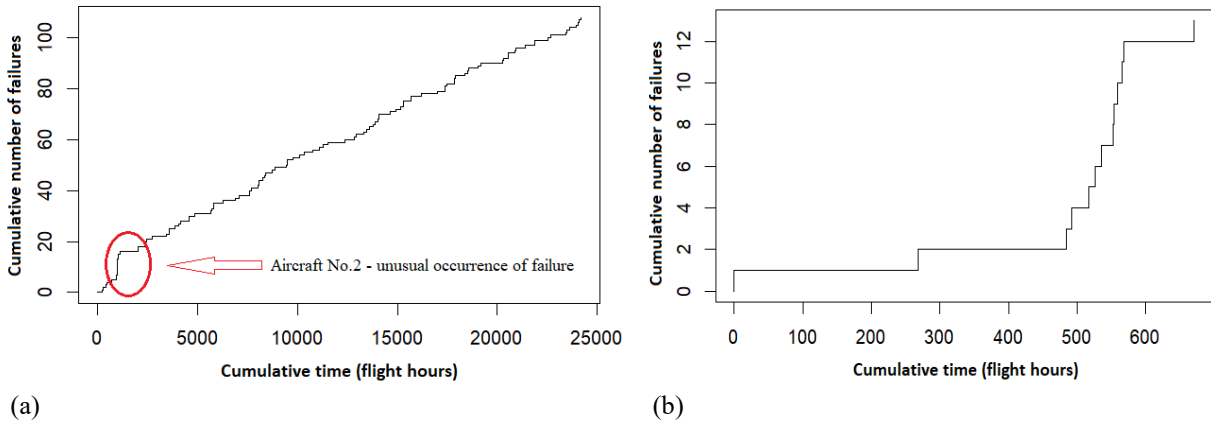 Cumulative number of failures
100
80
60
40
20
0
Aircraft No.2 - unusual occurrence of failure
0 5000 10000 15000 20000 25000
Cumulative time (flight hours)
(a)
Cumulative number of failures
12
10
8
6
4
2
0
0 100 200 300 400 500 600
Cumulative time (flight hours)
(b)